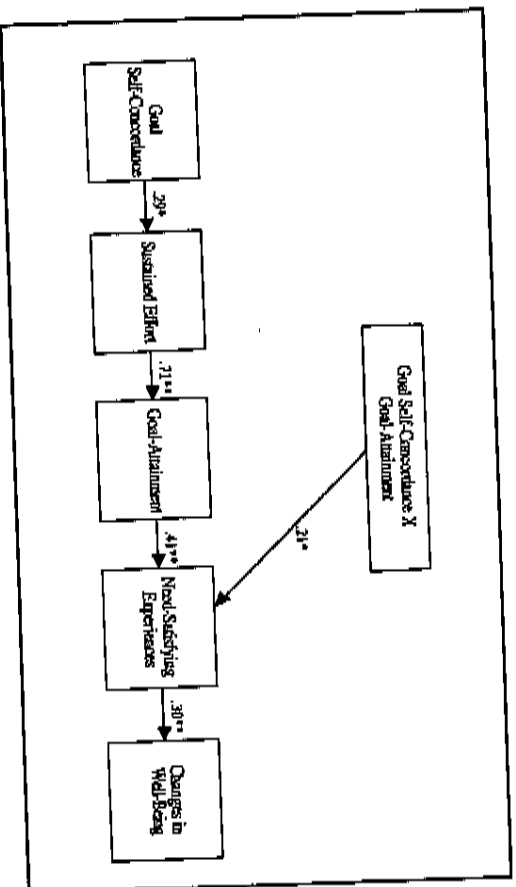 Goal Self-Concordance X
Goal-Attainment
.21*
Goal
Self-Concordance
.29*
Sustained Effort
.71**
Goal-Attainment
.41**
Need-Satisfying
Experiences
.30**
Changes in
Well-Being